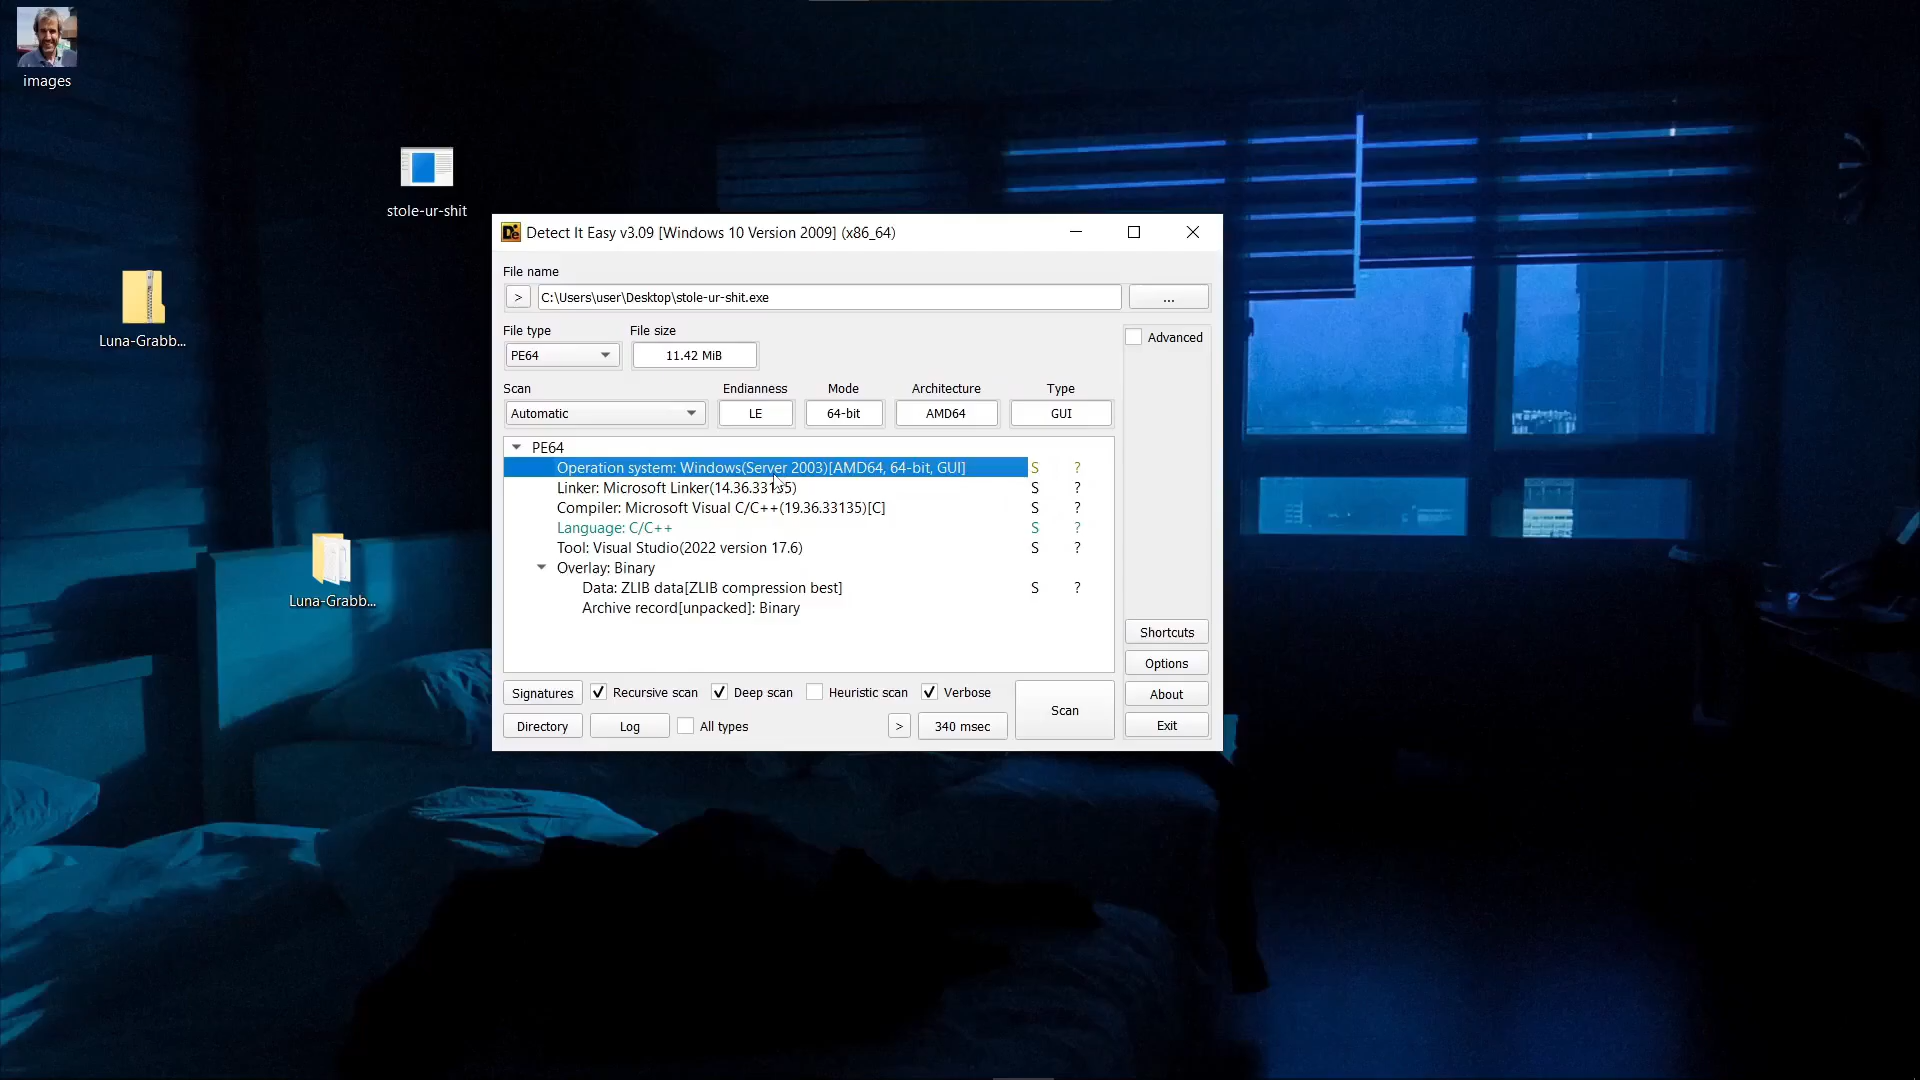 images
stole-ur-shit
Luna-Grabb...
Luna-Grabb...
Detect It Easy v3.09 [Windows 10 Version 2009] (x86_64)
File name
> C:\Users\user\Desktop\stole-ur-shit.exe ...
File type File size
PE64 11.42 MiB
Advanced
Scan Endianness Mode Architecture Type
Automatic LE 64-bit AMD64 GUI
PE64
Operation system: Windows(Server 2003)[AMD64, 64-bit, GUI] S ?
Linker: Microsoft Linker(14.36.33135) S ?
Compiler: Microsoft Visual C/C++(19.36.33135)[C] S ?
Language: C/C++ S ?
Tool: Visual Studio(2022 version 17.6) S ?
Overlay: Binary
Data: ZLIB data[ZLIB compression best] S ?
Archive record[unpacked]: Binary
Shortcuts
Options
Signatures Recursive scan Deep scan Heuristic scan Verbose
About
Scan
Directory Log All types > 340 msec
Exit